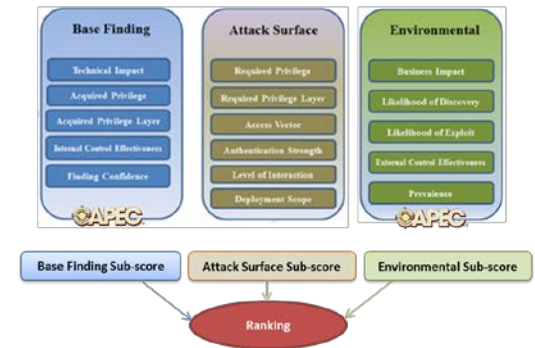 Base Finding
Technical Impact
Acquired Privilege
Acquired Privilege Layer
Internal Control Effectiveness
Finding Confidence
APEC
Attack Surface
Required Privilege
Required Privilege Layer
Access Vector
Authentication Strength
Level of Interaction
Deployment Scope
Environmental
Business Impact
Likelihood of Discovery
Likelihood of Exploit
External Control Effectiveness
Prevalence
APEC
Base Finding Sub-score
Attack Surface Sub-score
Environmental Sub-score
Ranking